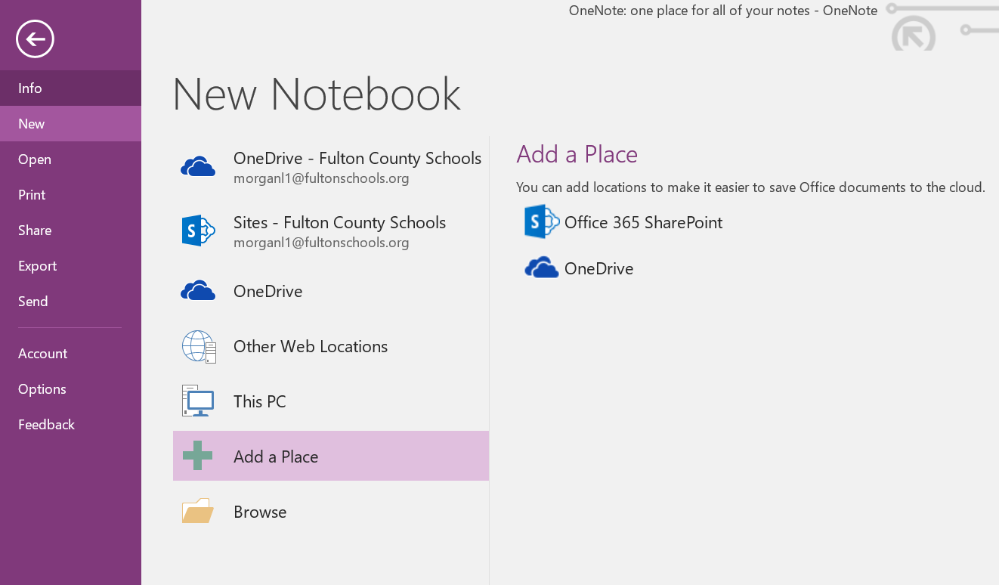 OneNote: one place for all of your notes - OneNote
Info
New
Open
Print
Share
Export
Send
Account
Options
Feedback
New Notebook
OneDrive - Fulton County Schools
morganl1@fultonschools.org
Sites - Fulton County Schools
morganl1@fultonschools.org
OneDrive
Other Web Locations
This PC
Add a Place
Browse
Add a Place
You can add locations to make it easier to save Office documents to the cloud.
Office 365 SharePoint
OneDrive